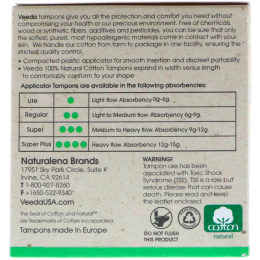 Veeda tampons give you all the protection and comfort you need without
compromising your health or our precious environment. Free of chemicals,
wood or synthetic fibers, additives and pesticides, you can be sure that only
the softest, purest, most hypoallergenic materials come in contact with your
skin. We handle our cotton from farm to package in one facility, ensuring the
strictest quality control.
• Compacted plastic applicator for smooth insertion and discreet portability
• Veeda 100% Natural Cotton Tampons expand in width versus length
to comfortably conform to your body
Applicator Tampons are available in the following absorbencies:
Lite Light flow. Absorbency 0g-6g.
Regular Light to Medium flow. Absorbency 6g-9g.
Super Medium to Heavy flow. Absorbency 9g-12g.
Super Plus Heavy flow. Absorbency 12g-15g.
Naturalena Brands
17951 Sky Park Circle, Suite K
Irvine, CA 92614
T 1-800-927-8260
F +1650-532-9340
VeedaUSA.com
The Seal of Cotton and natural™
are trademarks of Cotton Incorporated.
Tampons made in Europe
WARNING!
Tampon use has been
associated with Toxic Shock
Syndrome (TSS). TSS is a rare but
serious disease that can cause
death. Please read and keep
the leaflet enclosed.
DO NOT FLUSH
THIS PRODUCT
cotton
natural